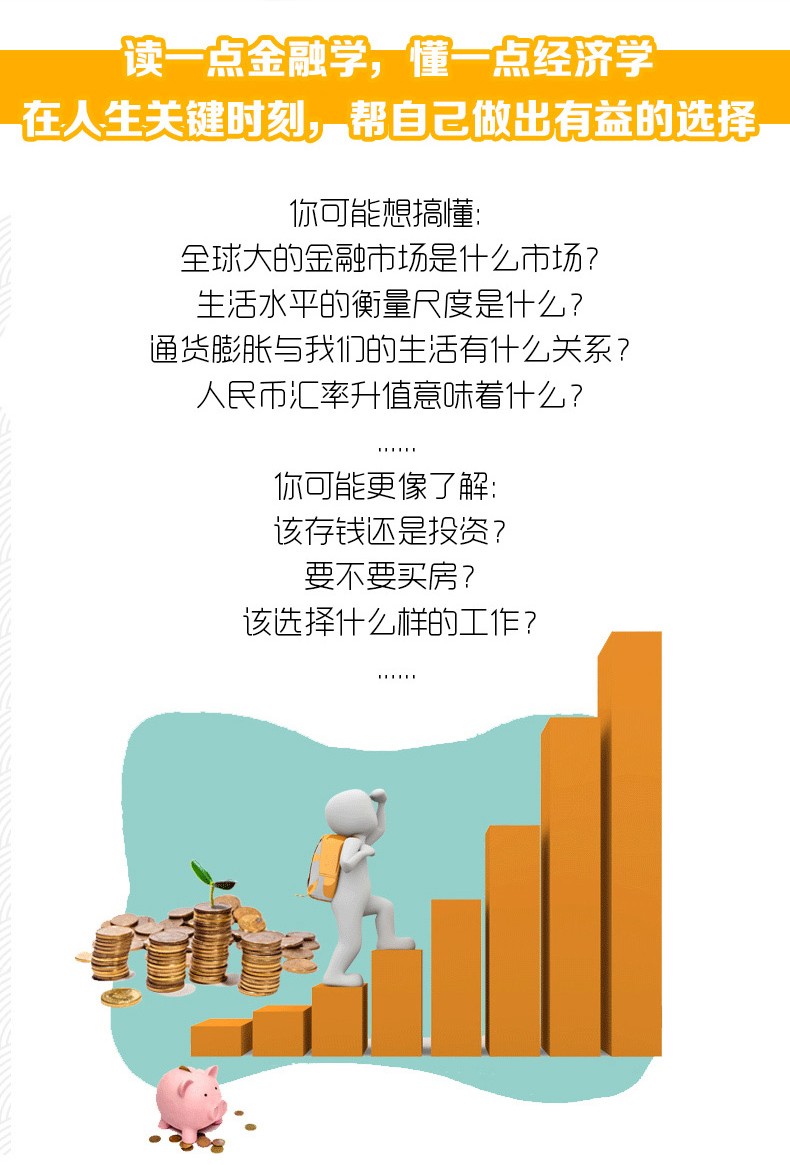 读一点金融学，懂一点经济学
在人生关键时刻，帮自己做出有益的选择
你可能想搞懂：
全球大的金融市场是什么市场？
生活水平的衡量尺度是什么？
通货膨胀与我们的生活有什么关系？
人民币汇率升值意味着什么？
……
你可能更像了解：
该存钱还是投资？
要不要买房？
该选择什么样的工作？
……